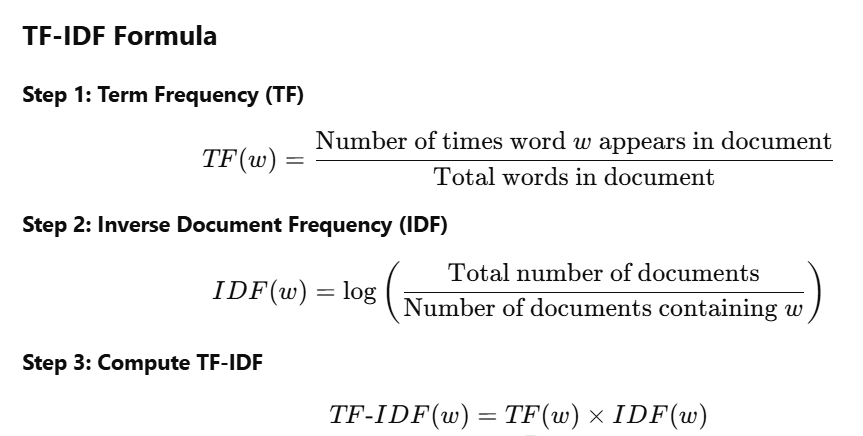 TF-IDF Formula
Step 1: Term Frequency (TF)
TF(w) = Number of times word w appears in document / Total words in document
Step 2: Inverse Document Frequency (IDF)
IDF(w) = log ( Total number of documents / Number of documents containing w )
Step 3: Compute TF-IDF
TF-IDF(w) = TF(w) × IDF(w)